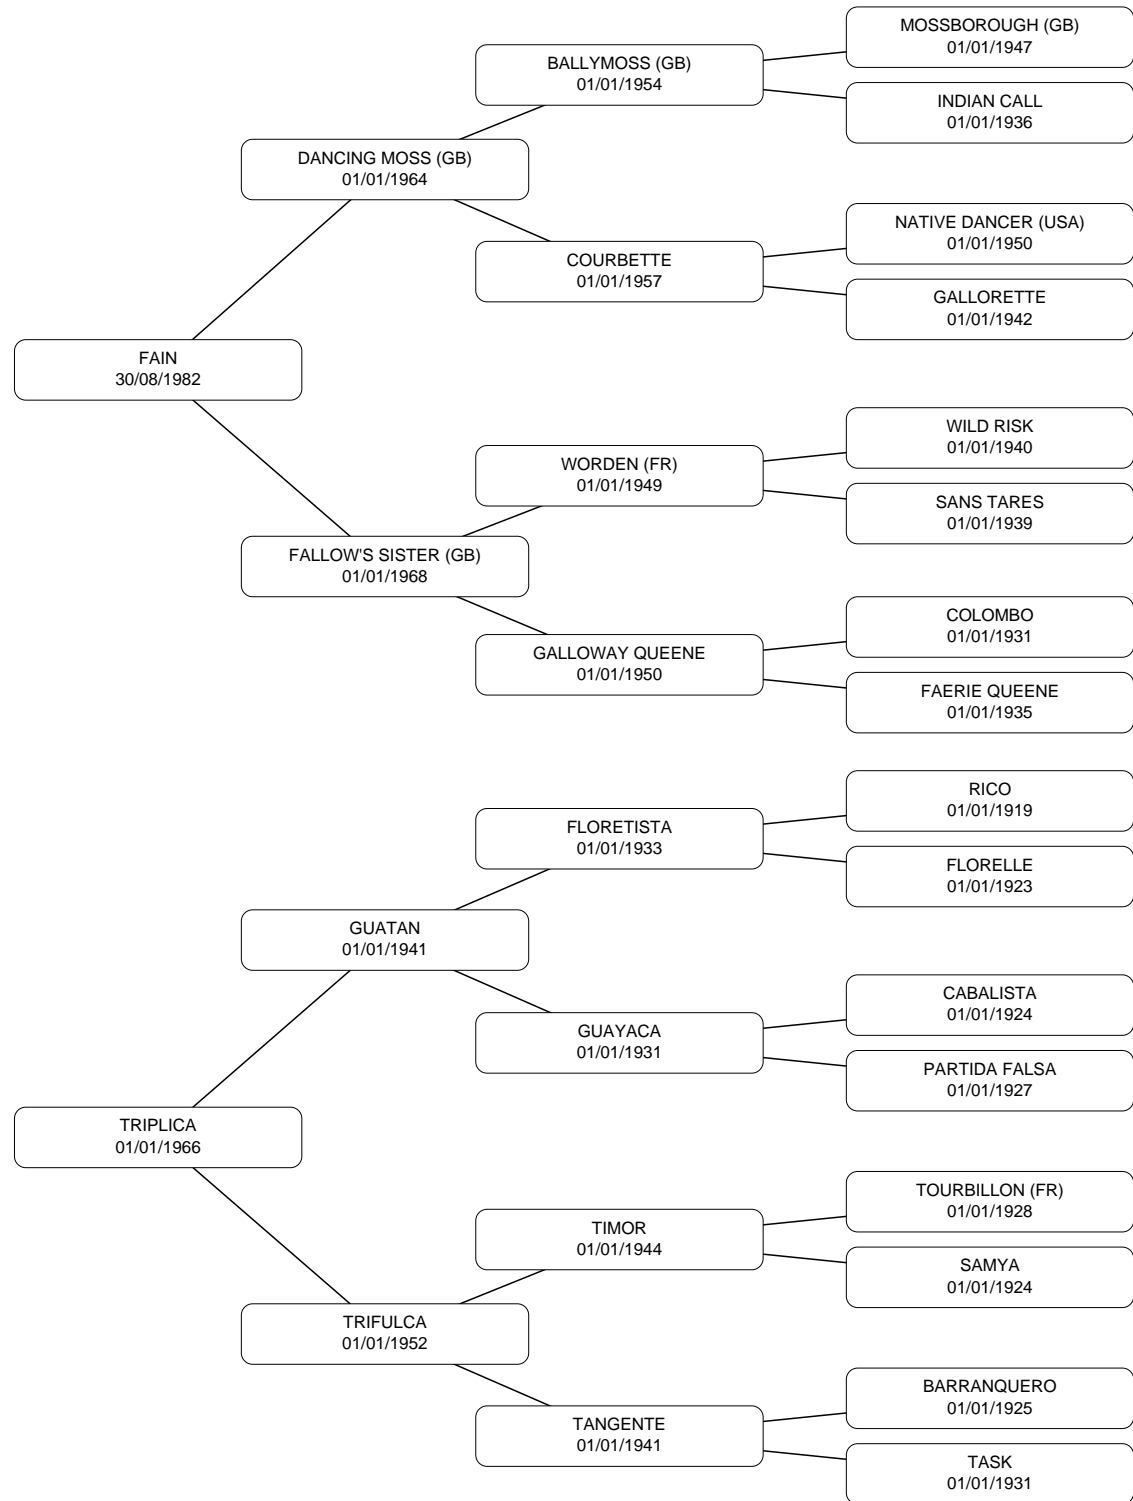 MOSSBOROUGH (GB)
01/01/1947
BALLYMOSS (GB)
01/01/1954
INDIAN CALL
01/01/1936
DANCING MOSS (GB)
01/01/1964
NATIVE DANCER (USA)
01/01/1950
COURBETTE
01/01/1957
GALLORETTE
01/01/1942
FAIN
30/08/1982
WILD RISK
01/01/1940
WORDEN (FR)
01/01/1949
SANS TARES
01/01/1939
FALLOW'S SISTER (GB)
01/01/1968
COLOMBO
01/01/1931
GALLOWAY QUEENE
01/01/1950
FAERIE QUEENE
01/01/1935
RICO
01/01/1919
FLORETISTA
01/01/1933
FLORELLE
01/01/1923
GUATAN
01/01/1941
CABALISTA
01/01/1924
GUAYACA
01/01/1931
PARTIDA FALSA
01/01/1927
TRIPLICA
01/01/1966
TOURBILLON (FR)
01/01/1928
TIMOR
01/01/1944
SAMYA
01/01/1924
TRIFULCA
01/01/1952
BARRANQUERO
01/01/1925
TANGENTE
01/01/1941
TASK
01/01/1931